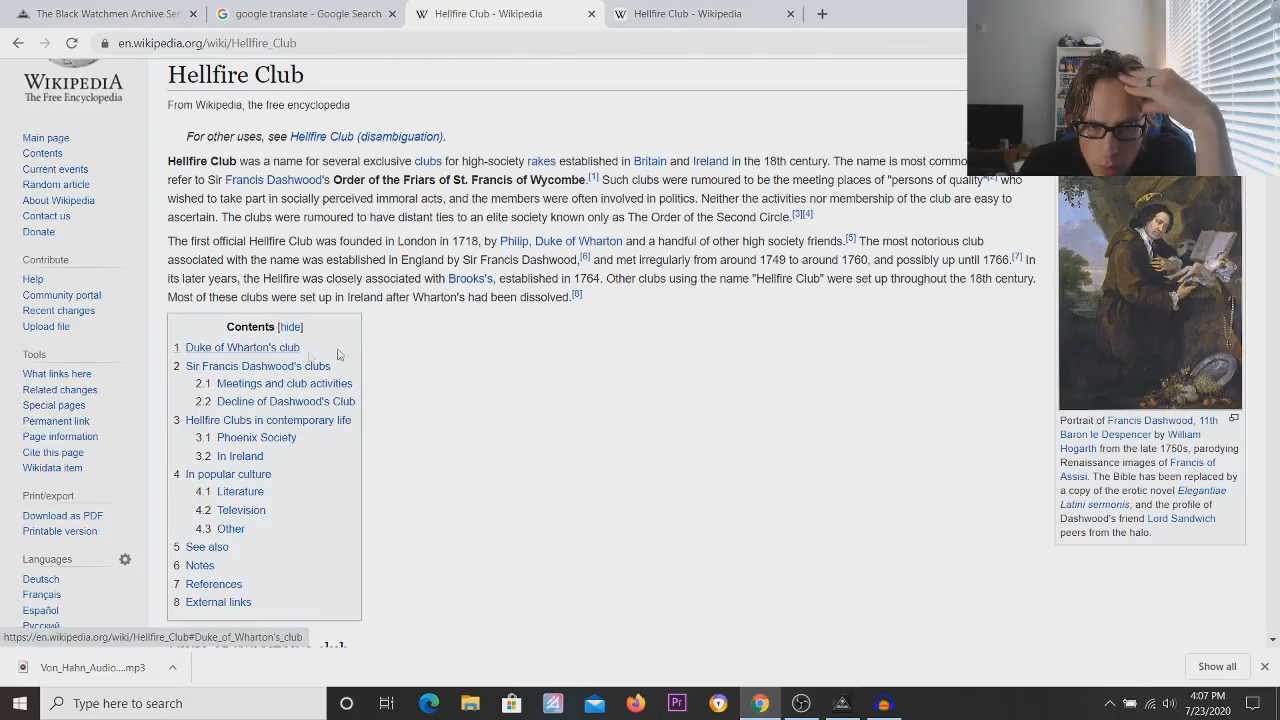 The Black Watchmen Archive Ser
google translate - Google Search
Hellfire Club - Wikipedia
Hellfire Club - Wikipedia
en.wikipedia.org/wiki/Hellfire_Club
WIKIPEDIA
The Free Encyclopedia
Main page
Contents
Current events
Random article
About Wikipedia
Contact us
Donate
Contribute
Help
Community portal
Recent changes
Upload file
Tools
What links here
Related changes
Special pages
Permanent link
Page information
Cite this page
Wikidata item
Print/export
Download as PDF
Printable version
Languages
Deutsch
Français
Español
Русский
Hellfire Club
From Wikipedia, the free encyclopedia
For other uses, see Hellfire Club (disambiguation).
Hellfire Club was a name for several exclusive clubs for high-society rakes established in Britain and Ireland in the 18th century. The name is most commo
refer to Sir Francis Dashwood's Order of the Friars of St. Francis of Wycombe.[1] Such clubs were rumoured to be the meeting places of "persons of quality"[2] who
wished to take part in socially perceived immoral acts, and the members were often involved in politics. Neither the activities nor membership of the club are easy to
ascertain. The clubs were rumoured to have distant ties to an elite society known only as The Order of the Second Circle.[3][4]
The first official Hellfire Club was founded in London in 1718, by Philip, Duke of Wharton and a handful of other high society friends.[5] The most notorious club
associated with the name was established in England by Sir Francis Dashwood,[6] and met irregularly from around 1749 to around 1760, and possibly up until 1766.[7] In
its later years, the Hellfire was closely associated with Brooks's, established in 1764. Other clubs using the name "Hellfire Club" were set up throughout the 18th century.
Most of these clubs were set up in Ireland after Wharton's had been dissolved.[8]
Contents [hide]
1 Duke of Wharton's club
2 Sir Francis Dashwood's clubs
2.1 Meetings and club activities
2.2 Decline of Dashwood's Club
3 Hellfire Clubs in contemporary life
3.1 Phoenix Society
3.2 In Ireland
4 In popular culture
4.1 Literature
4.2 Television
4.3 Other
5 See also
6 Notes
7 References
8 External links
Portrait of Francis Dashwood, 11th
Baron le Despencer by William
Hogarth from the late 1750s, parodying
Renaissance images of Francis of
Assisi. The Bible has been replaced by
a copy of the erotic novel Elegantiae
Latini sermonis, and the profile of
Dashwood's friend Lord Sandwich
peers from the halo.
https://en.wikipedia.org/wiki/Hellfire_Club#Duke_of_Wharton's_club
Von_Hahn_Audio....mp3
Show all
Type here to search
Pr
4:07 PM
7/23/2020